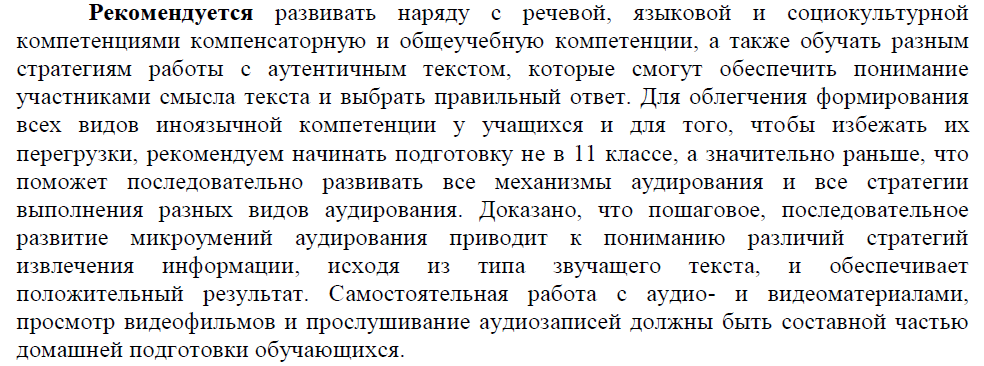 Рекомендуется развивать наряду с речевой, языковой и социокультурной
компетенциями компенсаторную и общеучебную компетенции, а также обучать разным
стратегиям работы с аутентичным текстом, которые смогут обеспечить понимание
участниками смысла текста и выбрать правильный ответ. Для облегчения формирования
всех видов иноязычной компетенции у учащихся и для того, чтобы избежать их
перегрузки, рекомендуем начинать подготовку не в 11 классе, а значительно раньше, что
поможет последовательно развивать все механизмы аудирования и все стратегии
выполнения разных видов аудирования. Доказано, что пошаговое, последовательное
развитие микроумений аудирования приводит к пониманию различий стратегий
извлечения информации, исходя из типа звучащего текста, и обеспечивает
положительный результат. Самостоятельная работа с аудио- и видеоматериалами,
просмотр видеофильмов и прослушивание аудиозаписей должны быть составной частью
домашней подготовки обучающихся.